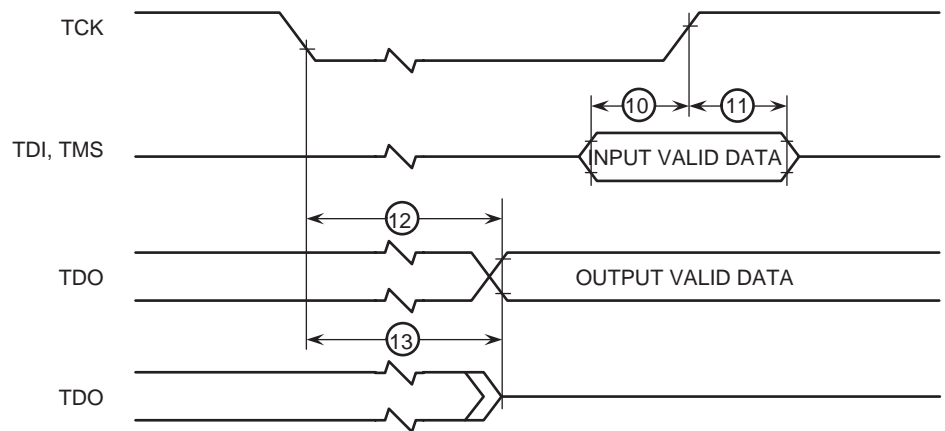 TCK
10
11
TDI, TMS
INPUT VALID DATA
12
TDO
OUTPUT VALID DATA
13
TDO